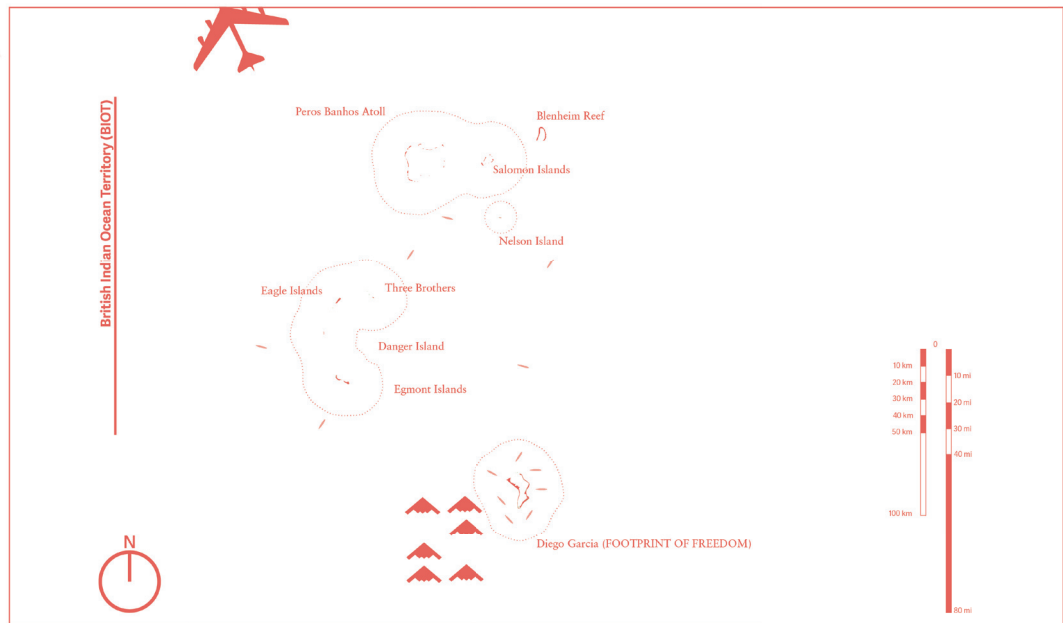 British Indian Ocean Territory (BIOT)
Peros Banhos Atoll
Blenheim Reef
Salomon Islands
Nelson Island
Eagle Islands
Three Brothers
Danger Island
Egmont Islands
Diego Garcia (FOOTPRINT OF FREEDOM)
N
0
10 km
20 km
30 km
40 km
50 km
100 km
10 mi
20 mi
30 mi
40 mi
80 mi